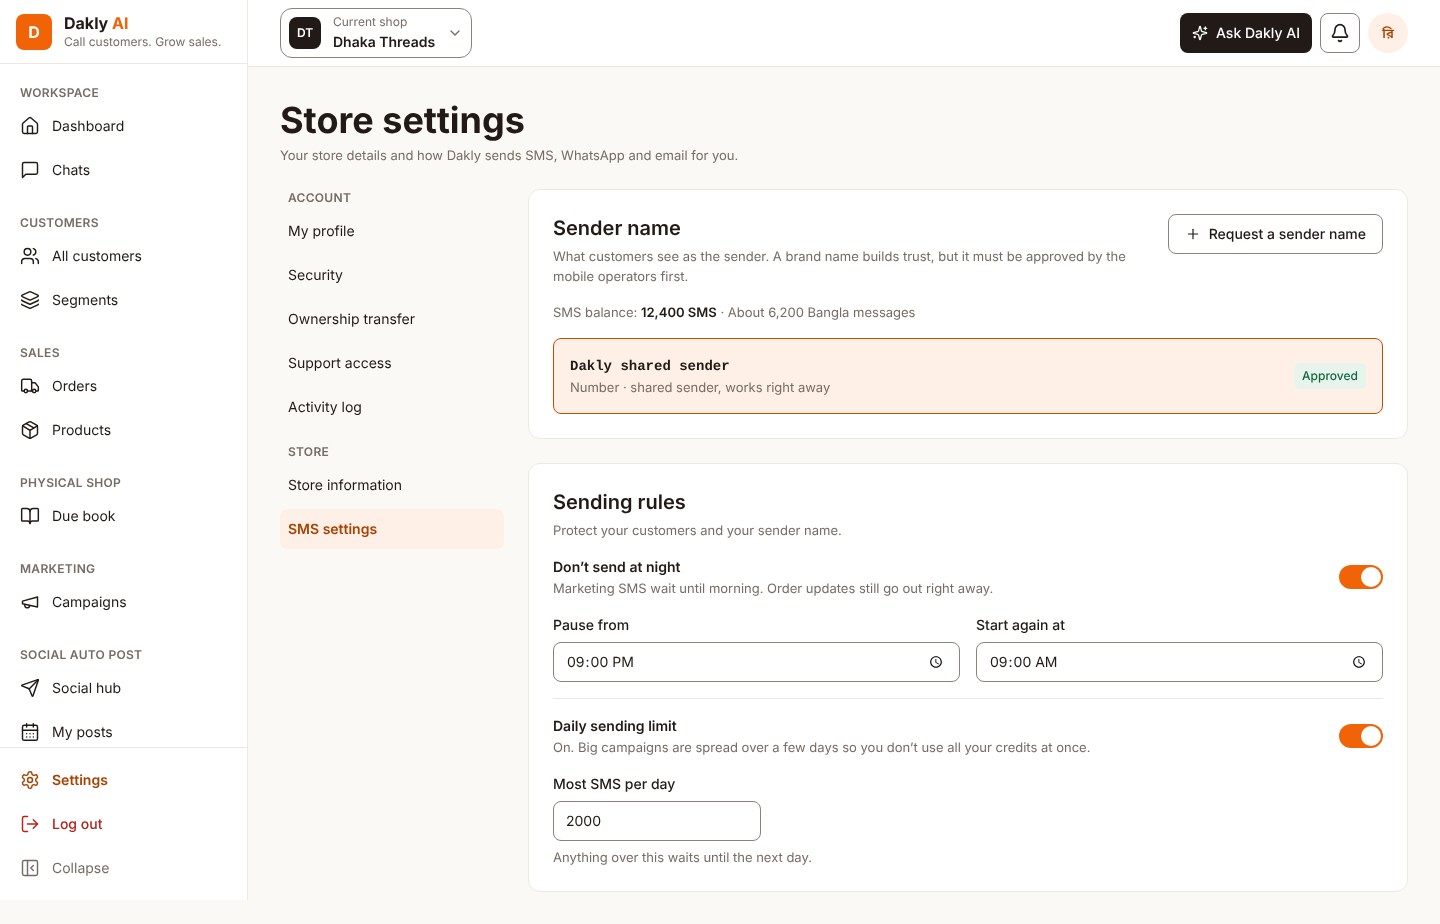 D
Dakly AI
Call customers. Grow sales.
DT
Current shop
Dhaka Threads
Ask Dakly AI
রি
WORKSPACE
Dashboard
Chats
CUSTOMERS
All customers
Segments
SALES
Orders
Products
PHYSICAL SHOP
Due book
MARKETING
Campaigns
SOCIAL AUTO POST
Social hub
My posts
Settings
Log out
Collapse
Store settings
Your store details and how Dakly sends SMS, WhatsApp and email for you.
ACCOUNT
My profile
Security
Ownership transfer
Support access
Activity log
STORE
Store information
SMS settings
Sender name
What customers see as the sender. A brand name builds trust, but it must be approved by the
mobile operators first.
Request a sender name
SMS balance: 12,400 SMS · About 6,200 Bangla messages
Dakly shared sender
Number · shared sender, works right away
Approved
Sending rules
Protect your customers and your sender name.
Don’t send at night
Marketing SMS wait until morning. Order updates still go out right away.
Pause from
Start again at
09:00 PM
09:00 AM
Daily sending limit
On. Big campaigns are spread over a few days so you don’t use all your credits at once.
Most SMS per day
2000
Anything over this waits until the next day.